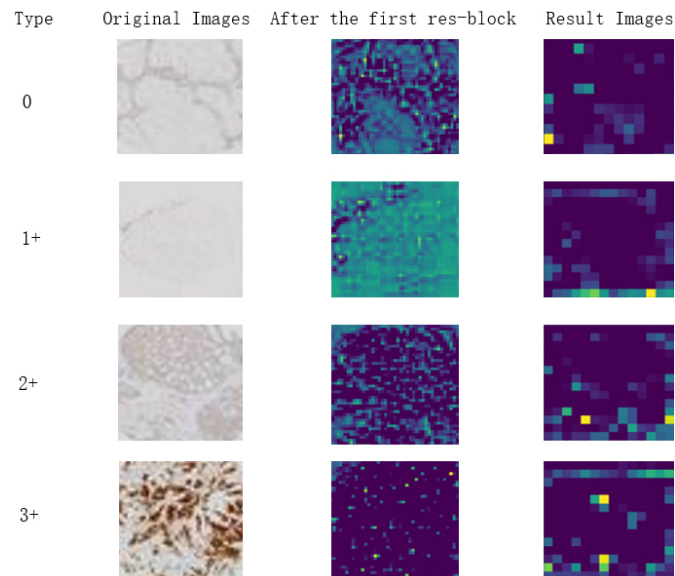 Type Original Images After the first res-block Result Images
0
1+
2+
3+